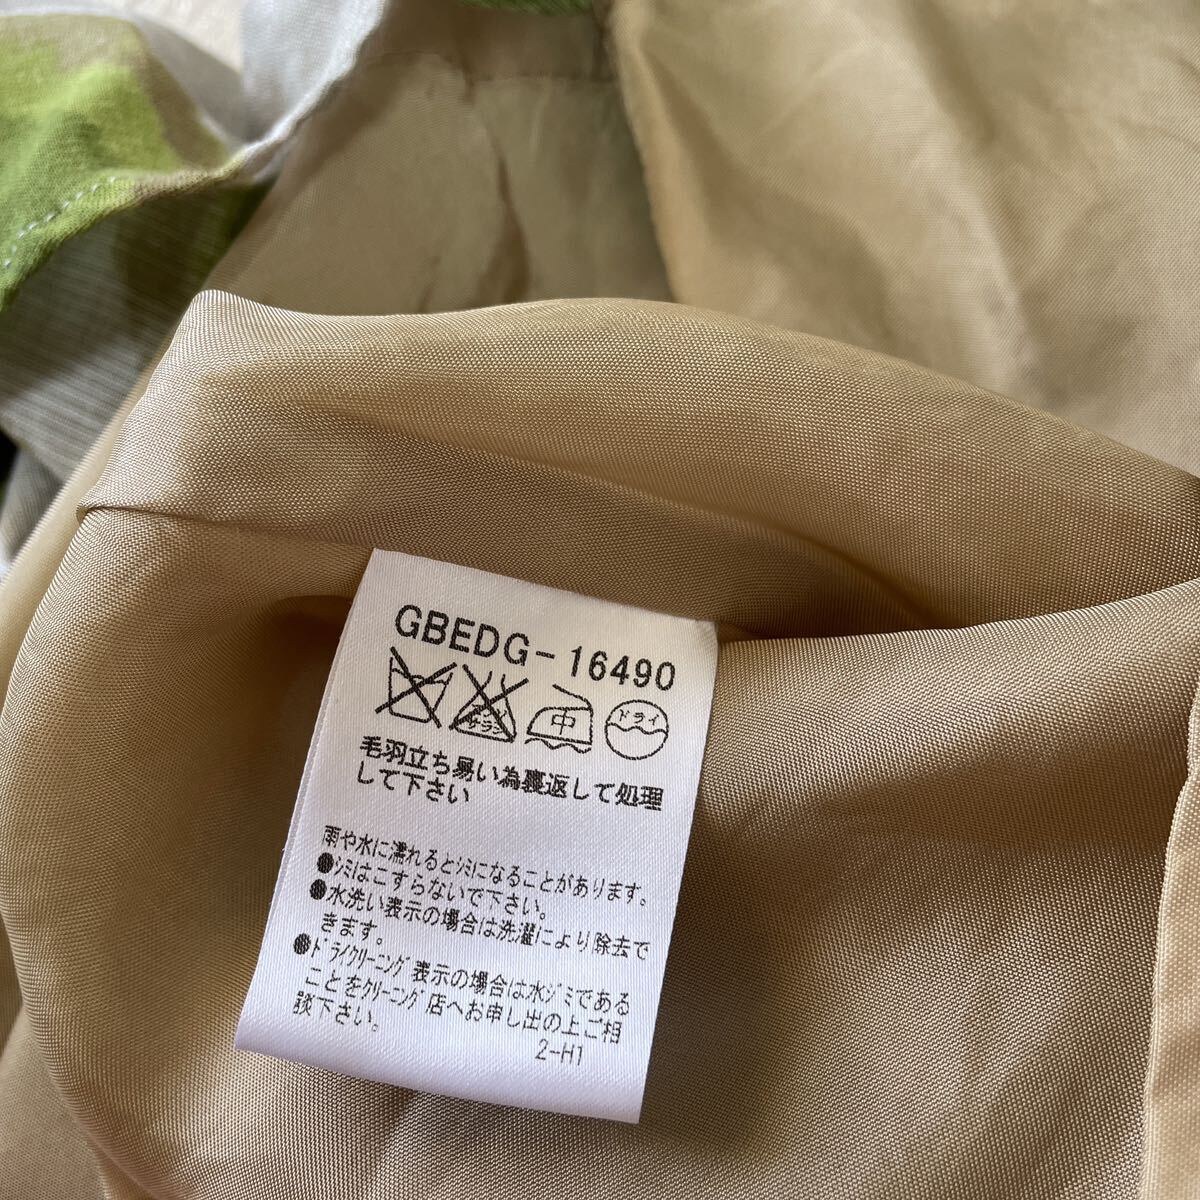 GBEDG-16490
エンソ サラシ 中 ドライ
毛羽立ち易い為裏返して処理
して下さい
雨や水に濡れるとシミになることがあります。
●シミはこすらないで下さい。
●水洗い表示の場合は洗濯により除去で
きます。
●ドライクリーニング表示の場合は水ジミである
ことをクリーニング店へお申し出の上ご相
談下さい。
2-H1